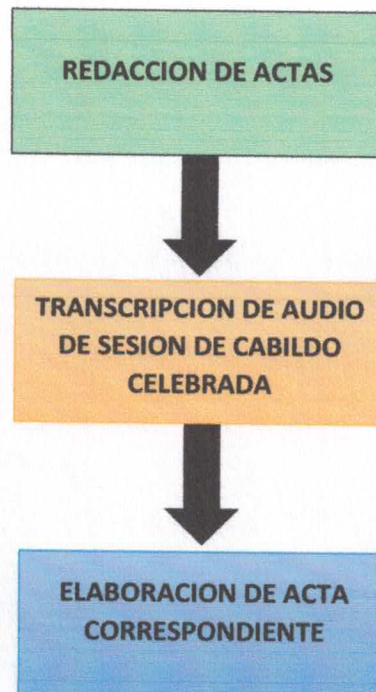 REDACCION DE ACTAS
TRANSCRIPCION DE AUDIO
DE SESION DE CABILDO
CELEBRADA
ELABORACION DE ACTA
CORRESPONDIENTE